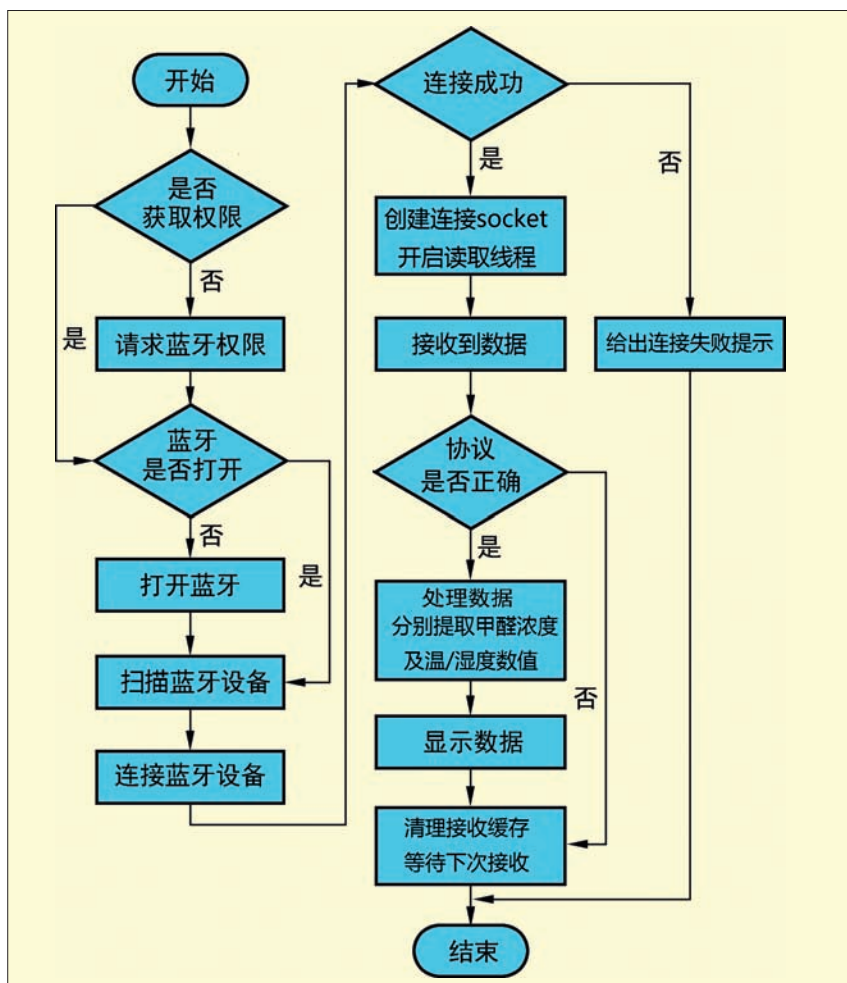 开始
是否
获取权限
否
是
请求蓝牙权限
蓝牙
是否打开
否
是
打开蓝牙
扫描蓝牙设备
连接蓝牙设备
连接成功
是
否
创建连接socket
开启读取线程
接收到数据
给出连接失败提示
协议
是否正确
是
否
处理数据
分别提取甲醛浓度
及温/湿度数值
显示数据
清理接收缓存
等待下次接收
结束